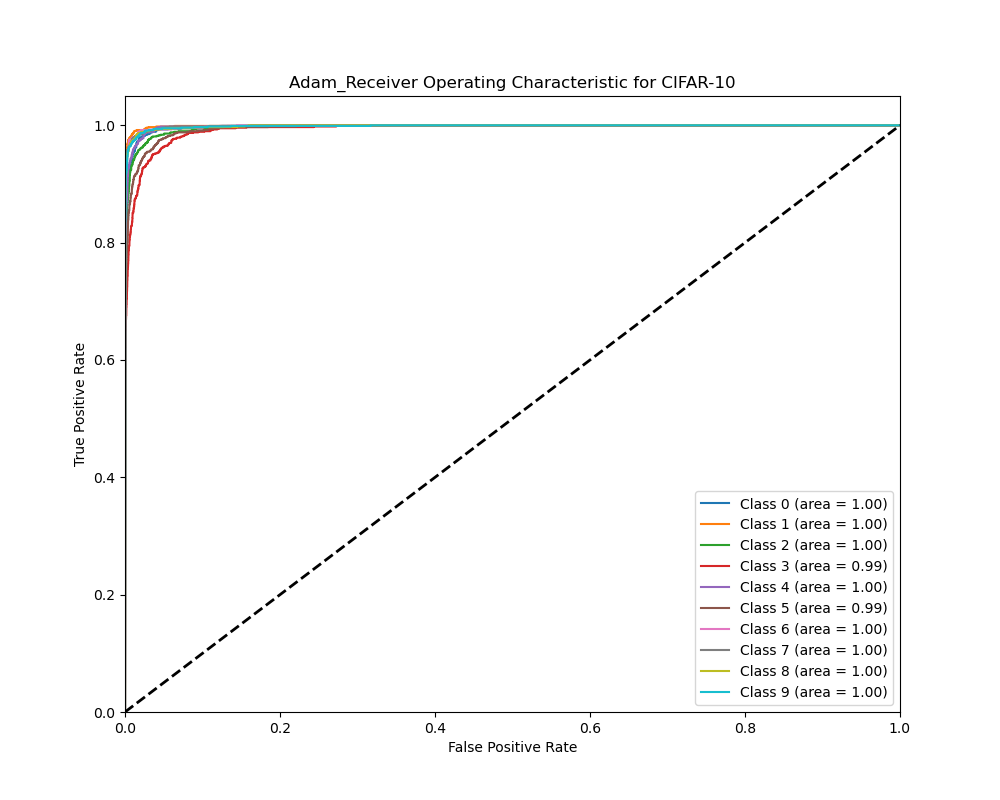 Adam_Receiver Operating Characteristic for CIFAR-10
True Positive Rate
1.0
0.8
0.6
0.4
0.2
0.0
Class 0 (area = 1.00)
Class 1 (area = 1.00)
Class 2 (area = 1.00)
Class 3 (area = 0.99)
Class 4 (area = 1.00)
Class 5 (area = 0.99)
Class 6 (area = 1.00)
Class 7 (area = 1.00)
Class 8 (area = 1.00)
Class 9 (area = 1.00)
0.0 0.2 0.4 0.6 0.8 1.0
False Positive Rate